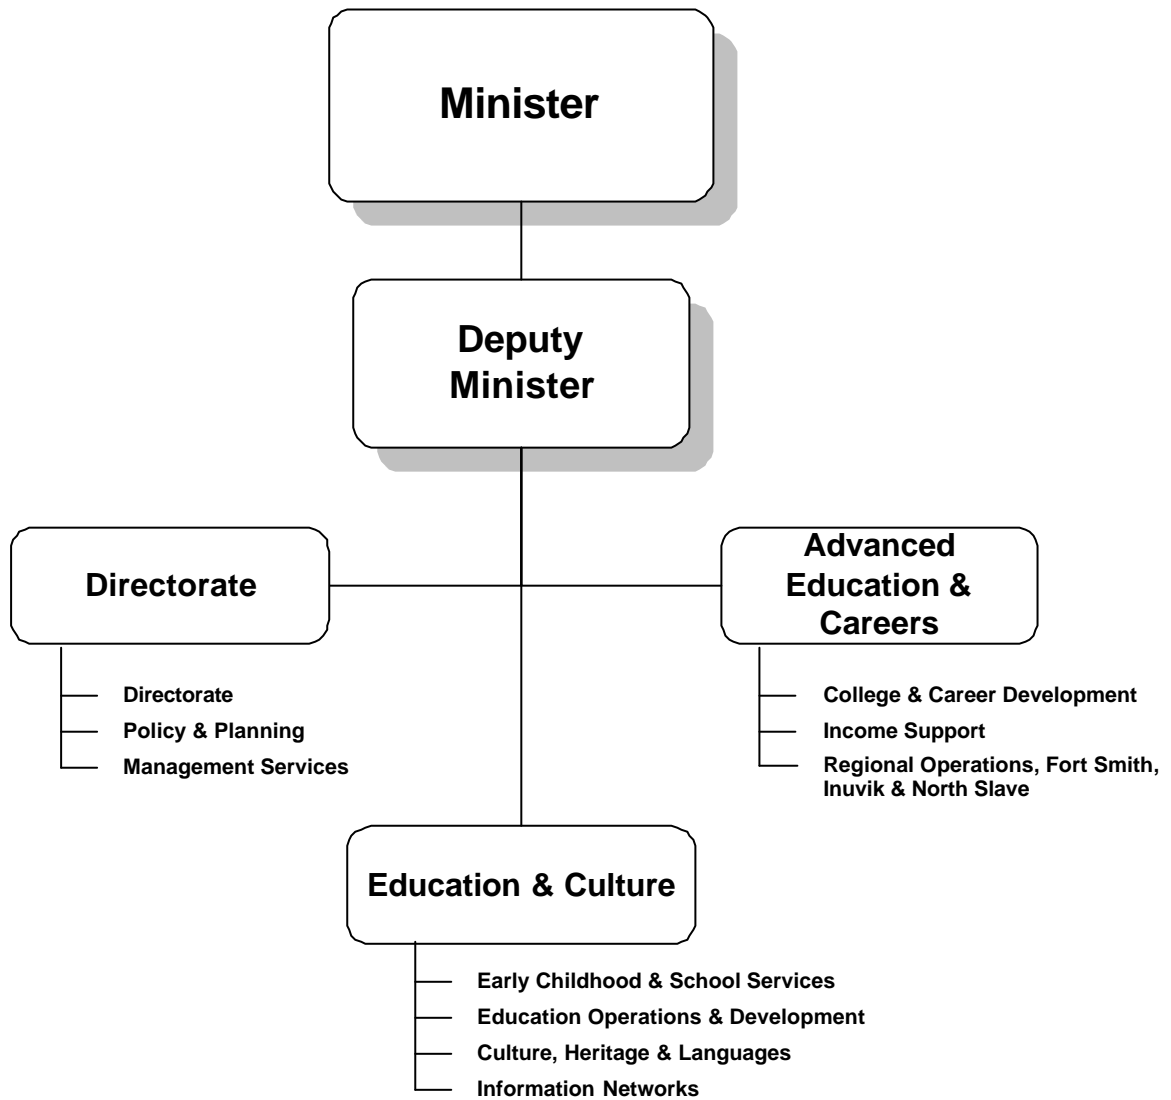 Minister
Deputy
Minister
Directorate
Advanced
Education &
Careers
Directorate
Policy & Planning
Management Services
College & Career Development
Income Support
Regional Operations, Fort Smith,
Inuvik & North Slave
Education & Culture
Early Childhood & School Services
Education Operations & Development
Culture, Heritage & Languages
Information Networks